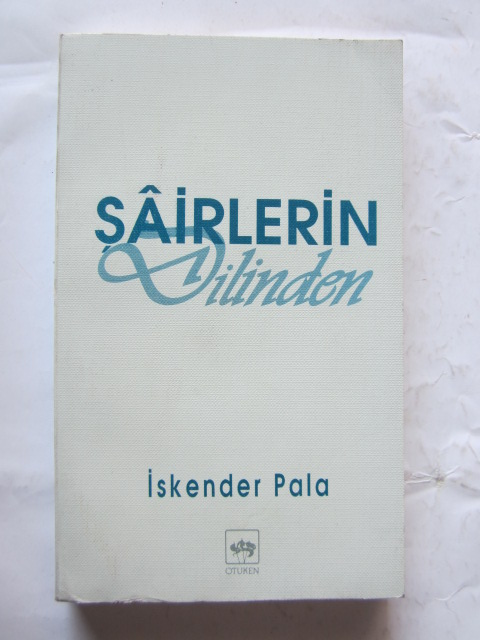 ŞÂİRLERİN
Dilinden
İskender Pala
ÖTÜKEN